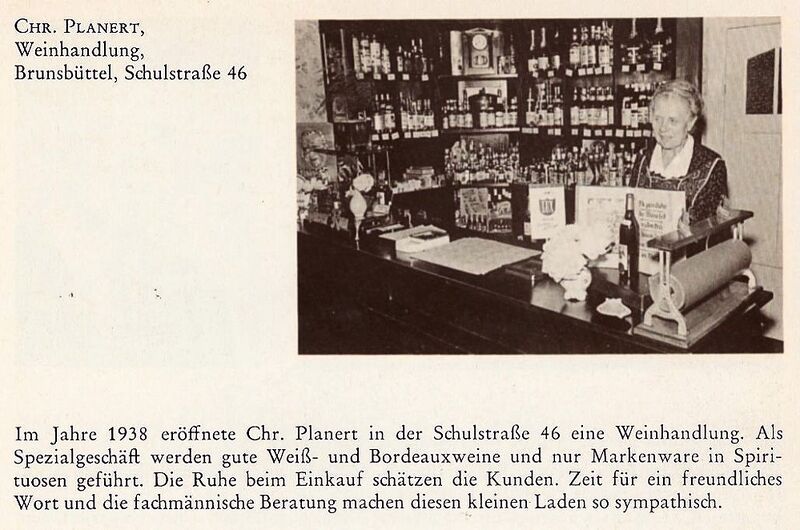 Chr. Planert,
Weinhandlung,
Brunsbüttel, Schulstraße 46
Im Jahre 1938 eröffnete Chr. Planert in der Schulstraße 46 eine Weinhandlung. Als
Spezialgeschäft werden gute Weiß- und Bordeauxweine und nur Markenware in Spiri-
tuosen geführt. Die Ruhe beim Einkauf schätzen die Kunden. Zeit für ein freundliches
Wort und die fachmännische Beratung machen diesen kleinen Laden so sympathisch.